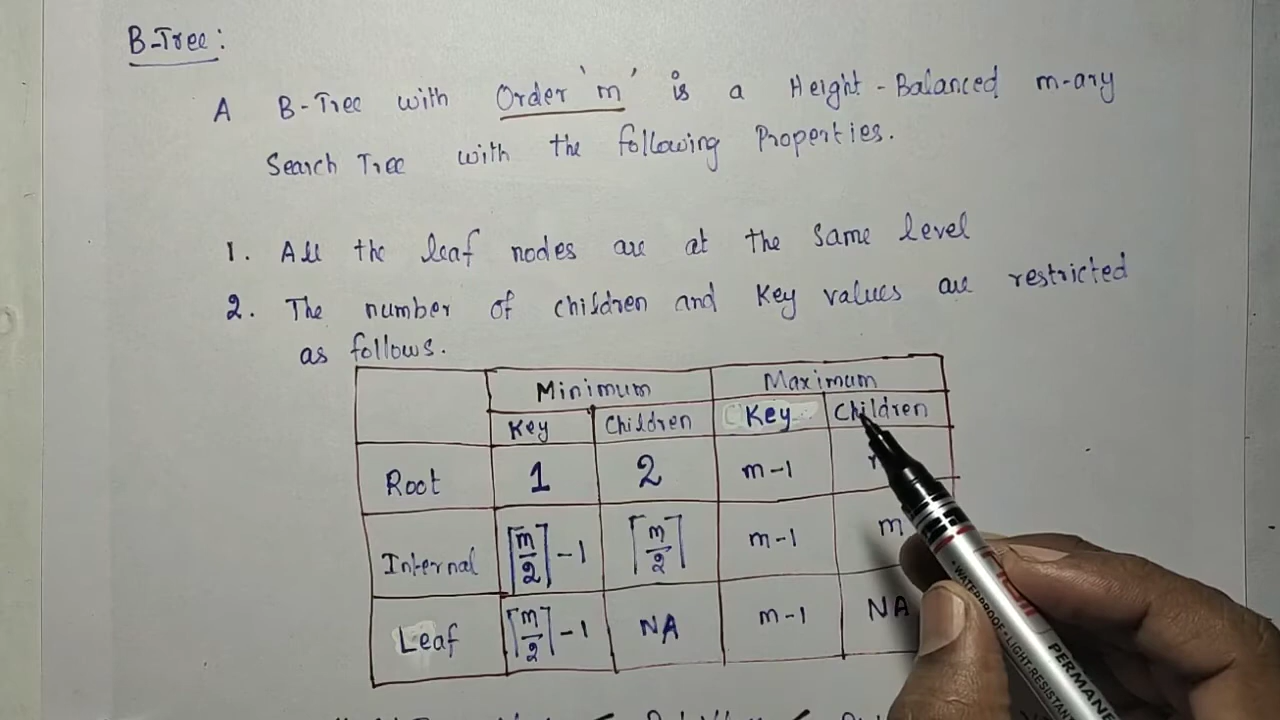 B-Tree:
A B-Tree with Order 'm' is a Height-Balanced m-ary
Search Tree with the following Properties.
1. All the leaf nodes are at the same level
2. The number of children and Key values are restricted
as follows.
Minimum Maximum
Key Children Key Children
Root 1 2 m-1
Internal ⌈m/2⌉-1 ⌈m/2⌉ m-1 m
Leaf ⌈m/2⌉-1 NA m-1 NA
WATERPROOF·LIGHT-RESISTAN
PERMANE